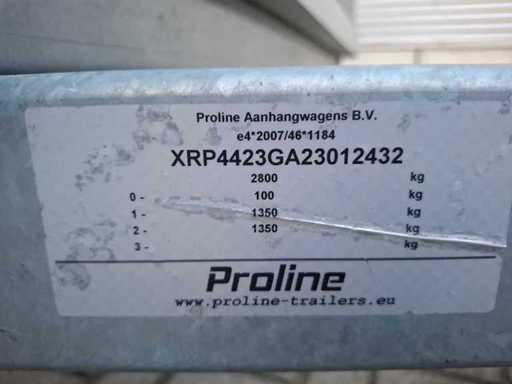 Proline Aanhangwagens B.V.
e4*2007/46*1184
XRP4423GA23012432
2800 kg
0 - 100 kg
1 - 1350 kg
2 - 1350 kg
3 - kg
Proline
www.proline-trailers.eu